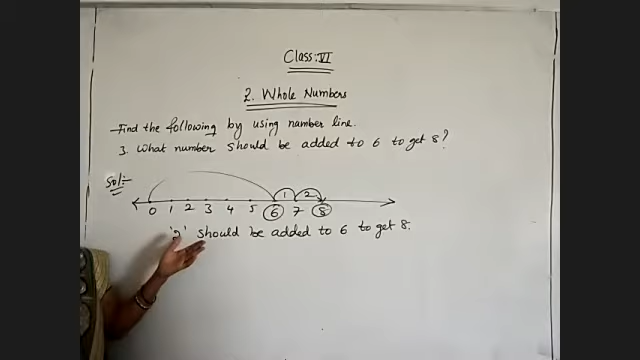 Class:VI
2. Whole Numbers
Find the following by using number line.
3. What number should be added to 6 to get 8?
Sol:-
1 2
0 1 2 3 4 5 6 7 8
'2' should be added to 6 to get 8.